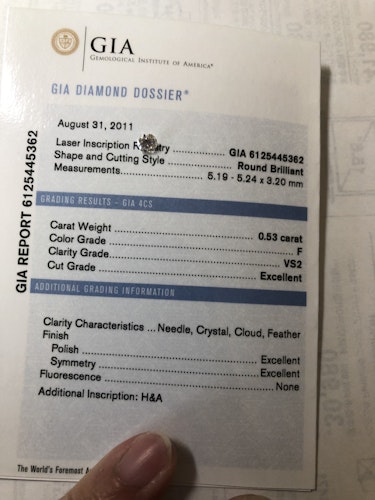 GIA
GEMOLOGICAL INSTITUTE OF AMERICA®
GIA DIAMOND DOSSIER®
August 31, 2011
Laser Inscription ..... GIA 6125445362
Shape and Cutting Style ..... Round Brilliant
Measurements ..... 5.19 - 5.24 x 3.20 mm
GRADING RESULTS - GIA 4CS
Carat Weight ..... 0.53 carat
Color Grade ..... F
Clarity Grade ..... VS2
Cut Grade ..... Excellent
ADDITIONAL GRADING INFORMATION
Clarity Characteristics ... Needle, Crystal, Cloud, Feather
Finish
Polish ..... Excellent
Symmetry ..... Excellent
Fluorescence ..... None
Additional Inscription: H&A
The World's Foremost
GIA REPORT 6125445362